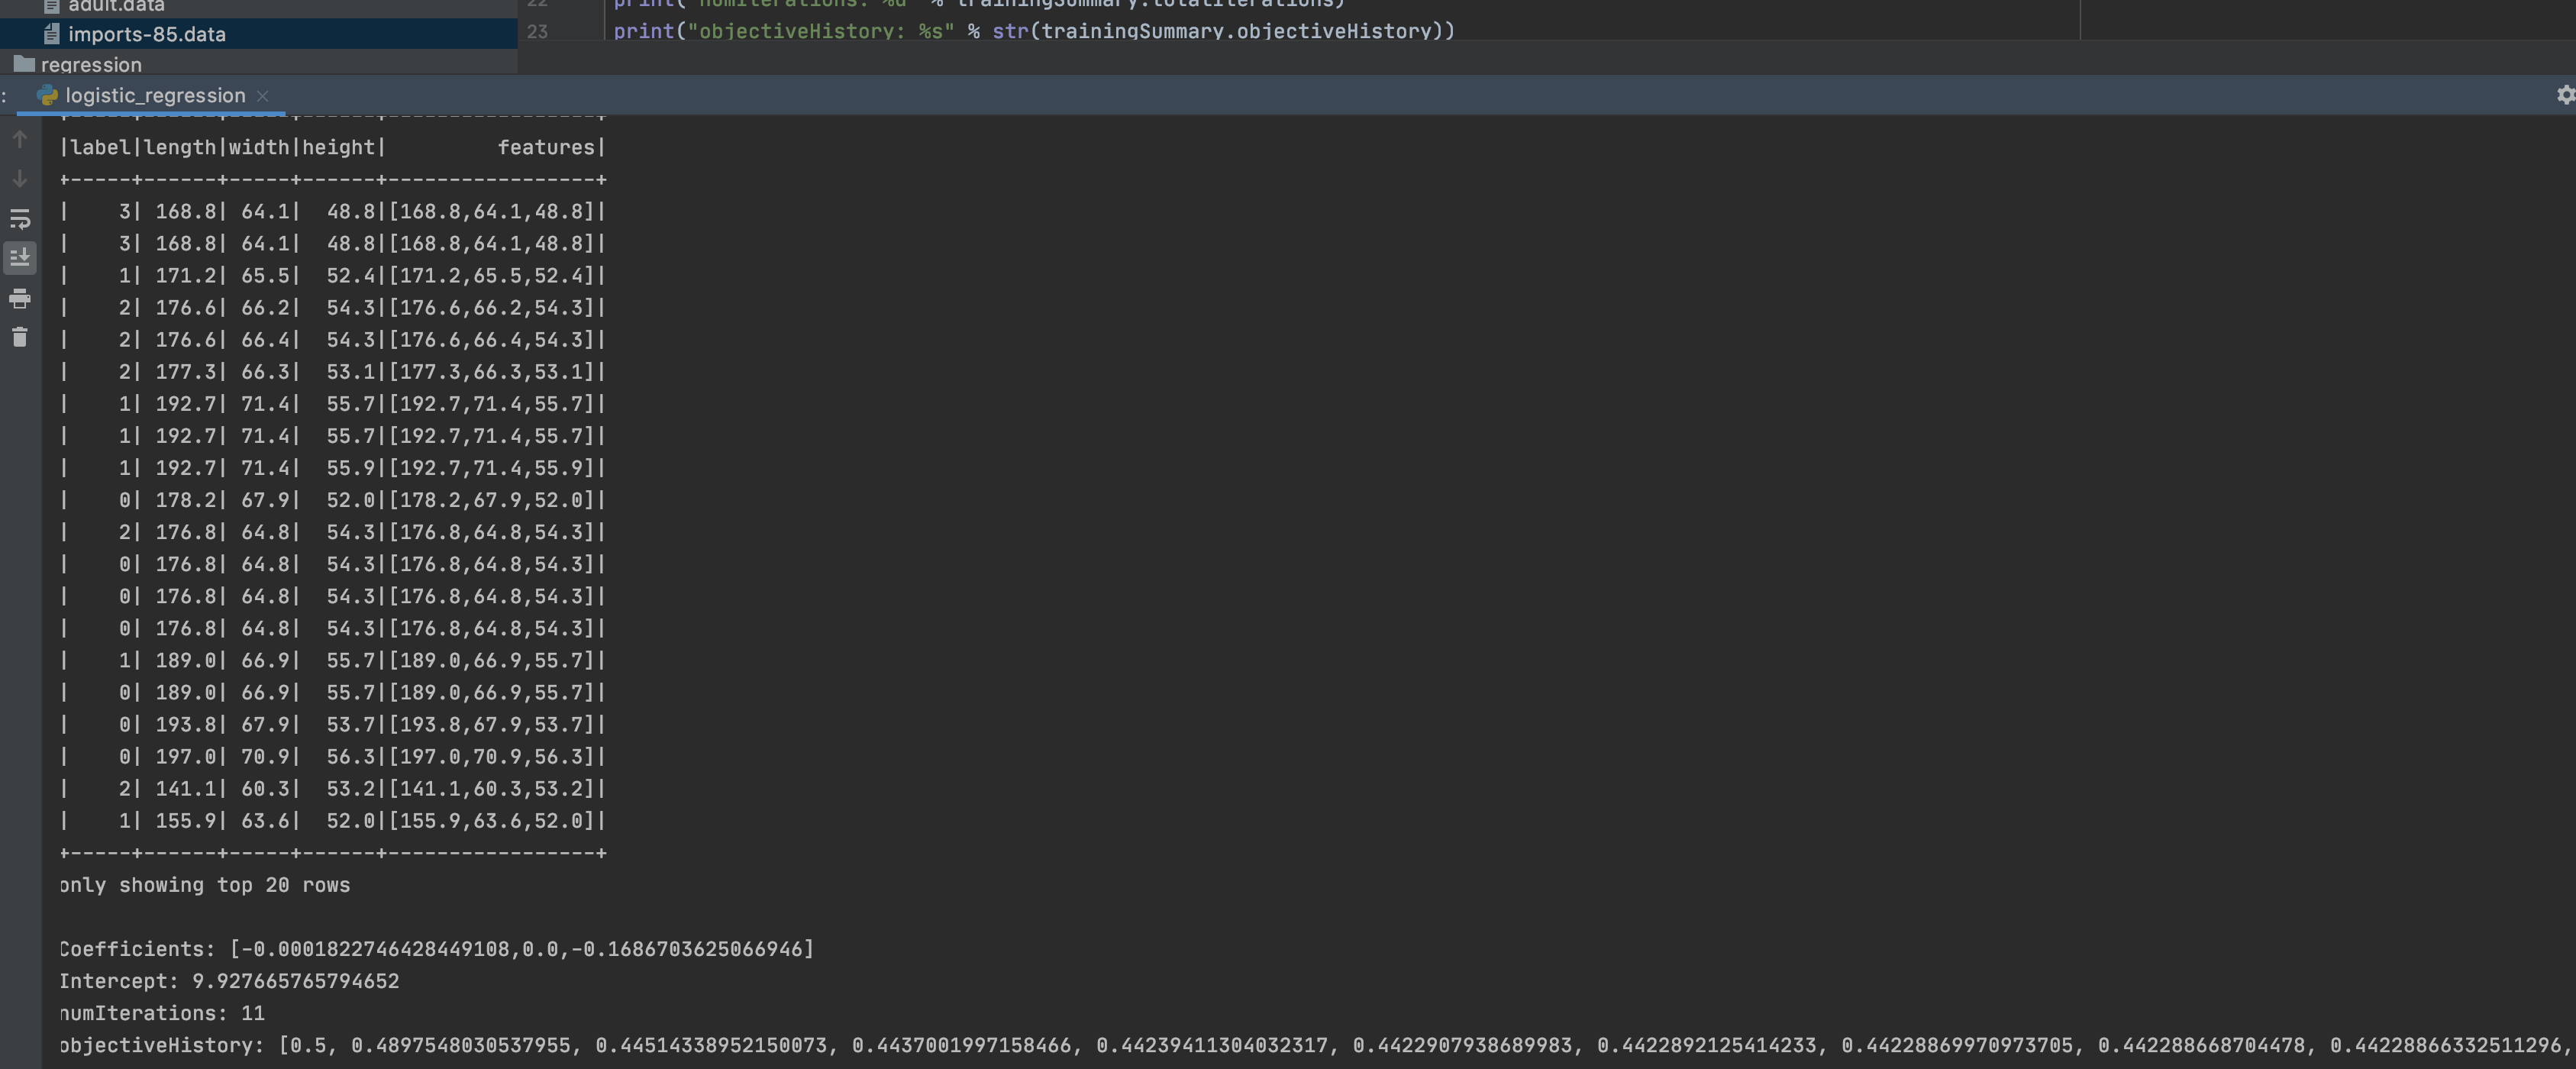 adult.data
22 print("numIterations: %d" % trainingSummary.totalIterations)
imports-85.data
23 print("objectiveHistory: %s" % str(trainingSummary.objectiveHistory))
regression
: logistic_regression ×
|label|length|width|height|        features|
+-----+------+-----+------+----------------+
|    3| 168.8| 64.1|  48.8|[168.8,64.1,48.8]|
|    3| 168.8| 64.1|  48.8|[168.8,64.1,48.8]|
|    1| 171.2| 65.5|  52.4|[171.2,65.5,52.4]|
|    2| 176.6| 66.2|  54.3|[176.6,66.2,54.3]|
|    2| 176.6| 66.4|  54.3|[176.6,66.4,54.3]|
|    2| 177.3| 66.3|  53.1|[177.3,66.3,53.1]|
|    1| 192.7| 71.4|  55.7|[192.7,71.4,55.7]|
|    1| 192.7| 71.4|  55.7|[192.7,71.4,55.7]|
|    1| 192.7| 71.4|  55.9|[192.7,71.4,55.9]|
|    0| 178.2| 67.9|  52.0|[178.2,67.9,52.0]|
|    2| 176.8| 64.8|  54.3|[176.8,64.8,54.3]|
|    0| 176.8| 64.8|  54.3|[176.8,64.8,54.3]|
|    0| 176.8| 64.8|  54.3|[176.8,64.8,54.3]|
|    0| 176.8| 64.8|  54.3|[176.8,64.8,54.3]|
|    1| 189.0| 66.9|  55.7|[189.0,66.9,55.7]|
|    0| 189.0| 66.9|  55.7|[189.0,66.9,55.7]|
|    0| 193.8| 67.9|  53.7|[193.8,67.9,53.7]|
|    0| 197.0| 70.9|  56.3|[197.0,70.9,56.3]|
|    2| 141.1| 60.3|  53.2|[141.1,60.3,53.2]|
|    1| 155.9| 63.6|  52.0|[155.9,63.6,52.0]|
+-----+------+-----+------+----------------+
only showing top 20 rows
Coefficients: [-0.0001822746428449108,0.0,-0.1686703625066946]
Intercept: 9.927665765794652
numIterations: 11
objectiveHistory: [0.5, 0.4897548030537955, 0.44514338952150073, 0.4437001997158466, 0.44239411304032317, 0.4422907938689983, 0.4422892125414233, 0.44228869970973705, 0.442288668704478, 0.44228866332511296,